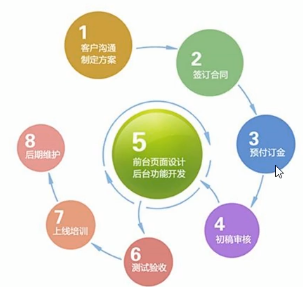 1
客户沟通
制定方案
2
签订合同
3
预付订金
4
初稿审核
5
前台页面设计
后台功能开发
6
测试验收
7
上线培训
8
后期维护